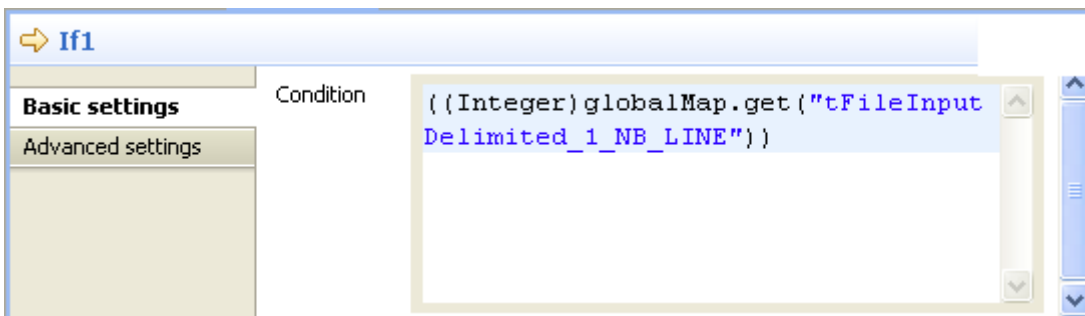 If1
Basic settings
Advanced settings
Condition
((Integer)globalMap.get("tFileInput
Delimited_1_NB_LINE"))